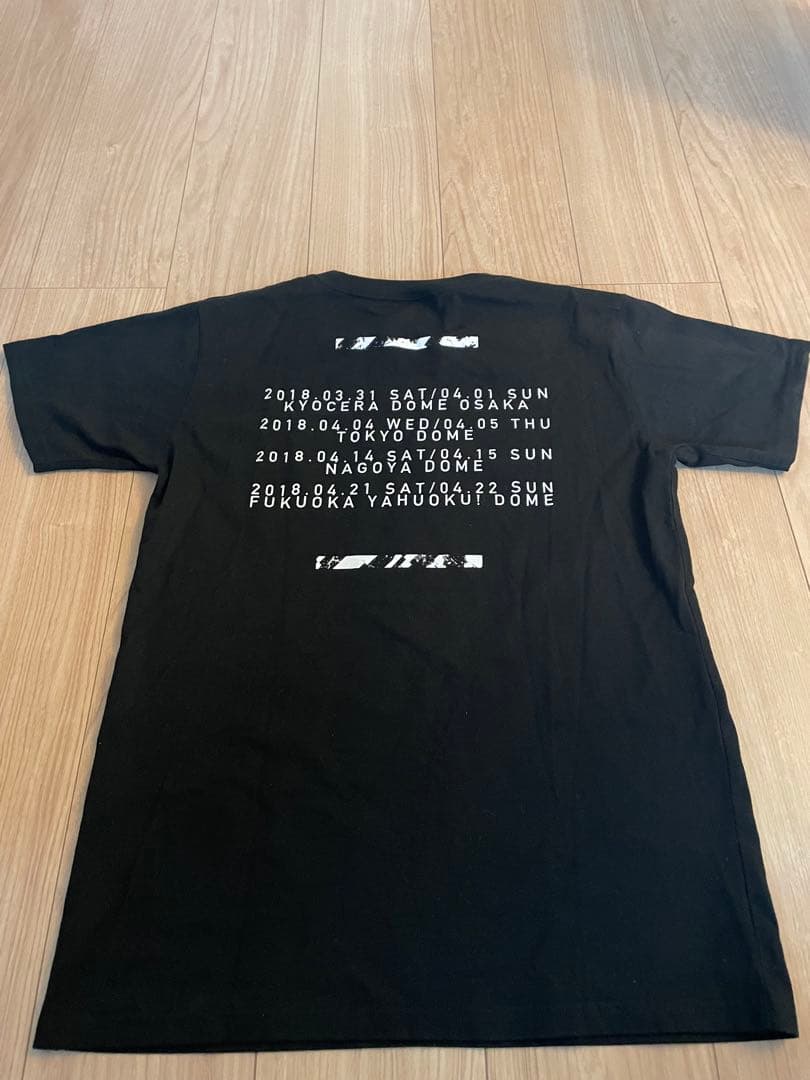 2018.03.31 SAT/04.01 SUN
KYOCERA DOME OSAKA
2018.04.04 WED/04.05 THU
TOKYO DOME
2018.04.14 SAT/04.15 SUN
NAGOYA DOME
2018.04.21 SAT/04.22 SUN
FUKUOKA YAHUOKU! DOME